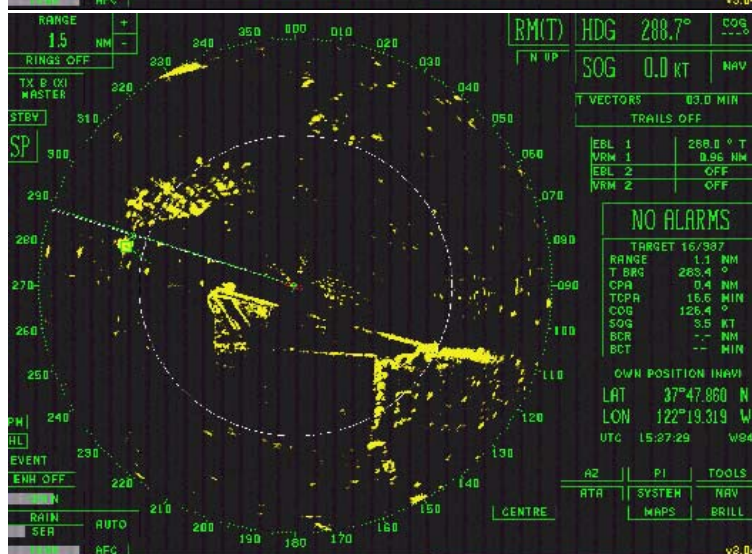 AFC
RANGE
1.5 NM
+
-
RINGS OFF
TX B (X)
MASTER
STBY
SP
RM(T)
N UP
HDG 288.7°
COG
---°
SOG 0.0 KT
NAV
T VECTORS 03.0 MIN
TRAILS OFF
EBL 1 268.0 ° T
VRM 1 0.96 NM
EBL 2 OFF
VRM 2 OFF
NO ALARMS
TARGET 16/987
RANGE 1.1 NM
T BRG 283.4 °
CPA 0.4 NM
TCPA 16.6 MIN
COG 126.4 °
SOG 3.5 KT
BCR -.- NM
BCT -- MIN
OWN POSITION (NAV)
LAT 37°47.860 N
LON 122°19.319 W
UTC 15:27:29 W84
AZ PI TOOLS
ATA SYSTEM NAV
MAPS BRILL
CENTRE
000
020
030
040
050
060
070
080
090
100
110
120
130
150
160
180
200
210
220
230
240
250
260
270
280
290
300
310
320
330
340
HL
EVENT
ENH OFF
RAIN
SEA
AUTO
AFC